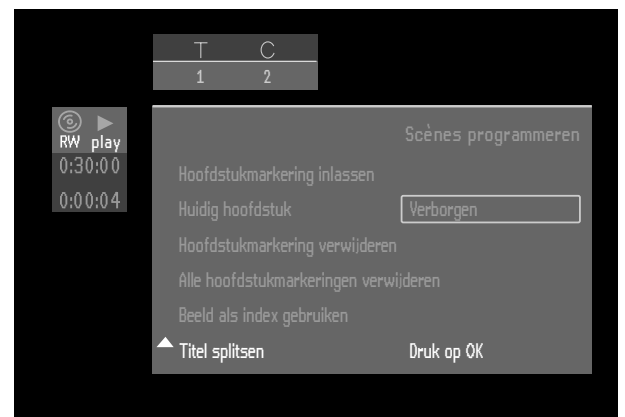 T C
1 2
RW play
0:30:00
0:00:04
Scènes programmeren
Hoofdstukmarkering inlassen
Huidig hoofdstuk Verborgen
Hoofdstukmarkering verwijderen
Alle hoofdstukmarkeringen verwijderen
Beeld als index gebruiken
Titel splitsen Druk op OK